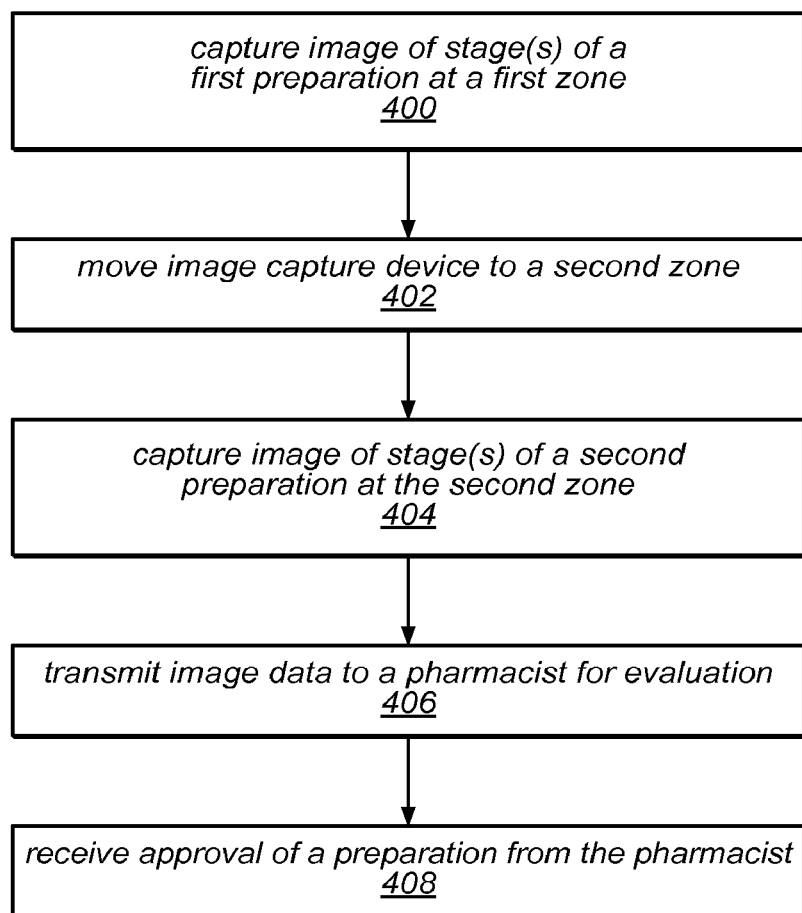 capture image of stage(s) of a
first preparation at a first zone
400
move image capture device to a second zone
402
capture image of stage(s) of a second
preparation at the second zone
404
transmit image data to a pharmacist for evaluation
406
receive approval of a preparation from the pharmacist
408